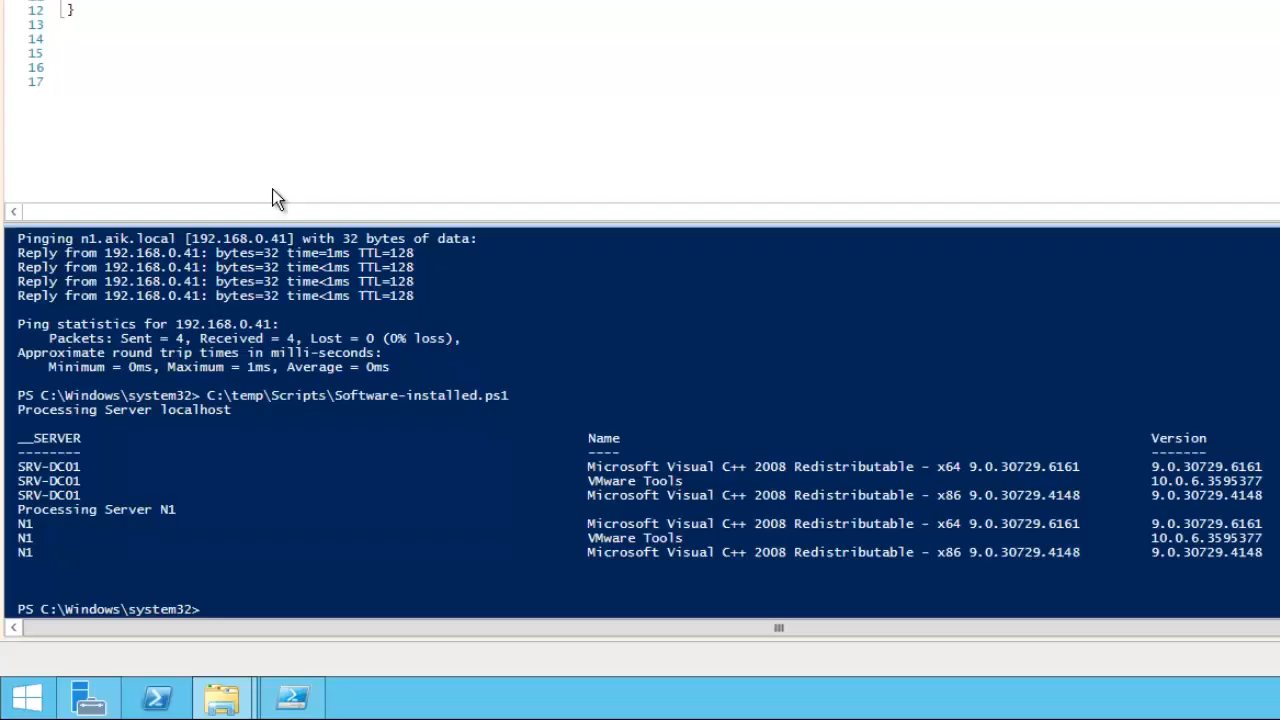 12 }
13
14
15
16
17
Pinging n1.aik.local [192.168.0.41] with 32 bytes of data:
Reply from 192.168.0.41: bytes=32 time=1ms TTL=128
Reply from 192.168.0.41: bytes=32 time<1ms TTL=128
Reply from 192.168.0.41: bytes=32 time<1ms TTL=128
Reply from 192.168.0.41: bytes=32 time<1ms TTL=128
Ping statistics for 192.168.0.41:
Packets: Sent = 4, Received = 4, Lost = 0 (0% loss),
Approximate round trip times in milli-seconds:
Minimum = 0ms, Maximum = 1ms, Average = 0ms
PS C:\Windows\system32> C:\temp\Scripts\Software-installed.ps1
Processing Server localhost
__SERVER Name Version
-------- ---- -------
SRV-DC01 Microsoft Visual C++ 2008 Redistributable - x64 9.0.30729.6161 9.0.30729.6161
SRV-DC01 VMware Tools 10.0.6.3595377
SRV-DC01 Microsoft Visual C++ 2008 Redistributable - x86 9.0.30729.4148 9.0.30729.4148
Processing Server N1
N1 Microsoft Visual C++ 2008 Redistributable - x64 9.0.30729.6161 9.0.30729.6161
N1 VMware Tools 10.0.6.3595377
N1 Microsoft Visual C++ 2008 Redistributable - x86 9.0.30729.4148 9.0.30729.4148
PS C:\Windows\system32>